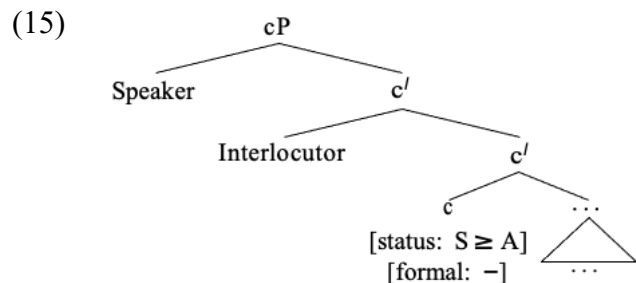 (15)
cP
Speaker c′
Interlocutor c′
c ...
[status: S ≥ A]
[formal: −] ...